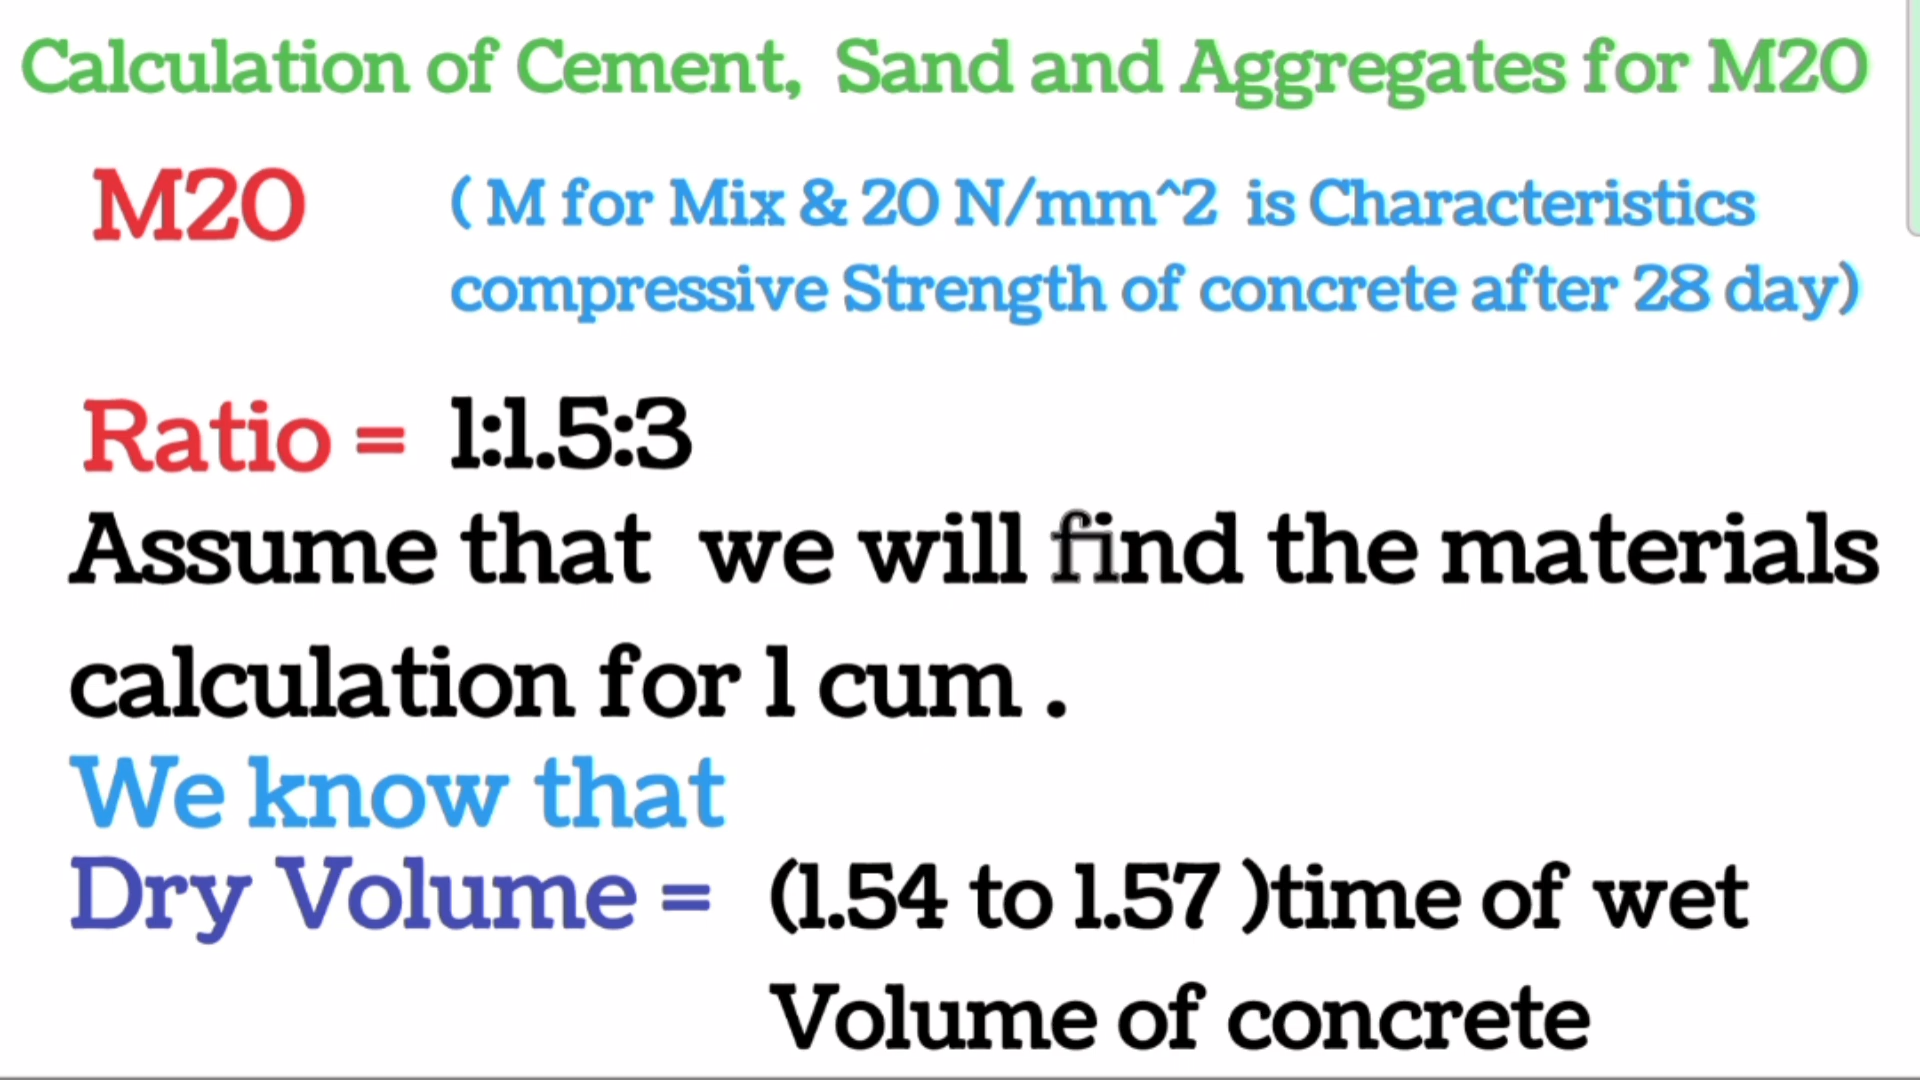 Calculation of Cement, Sand and Aggregates for M20
M20 ( M for Mix & 20 N/mm^2 is Characteristics
compressive Strength of concrete after 28 day)
Ratio = 1:1.5:3
Assume that we will find the materials
calculation for 1 cum .
We know that
Dry Volume = (1.54 to 1.57 )time of wet
Volume of concrete